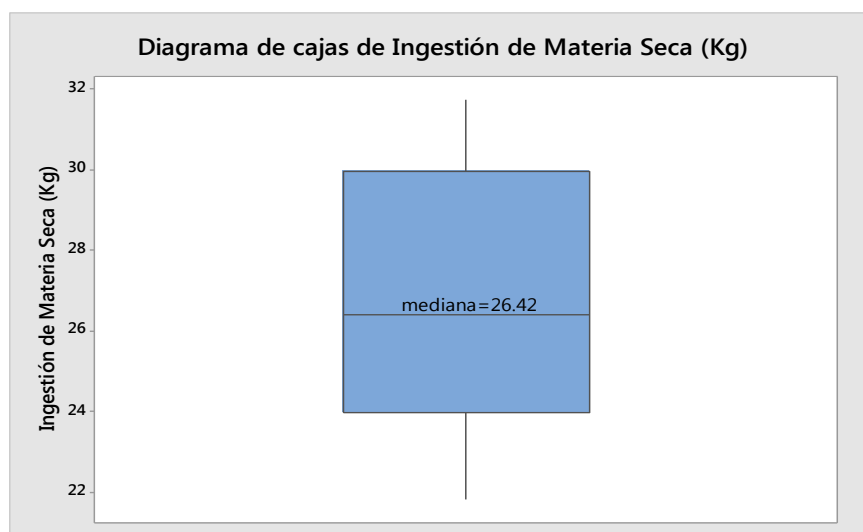 Diagrama de cajas de Ingestión de Materia Seca (Kg)
Ingestión de Materia Seca (Kg)
32
30
28
26
24
22
mediana=26.42